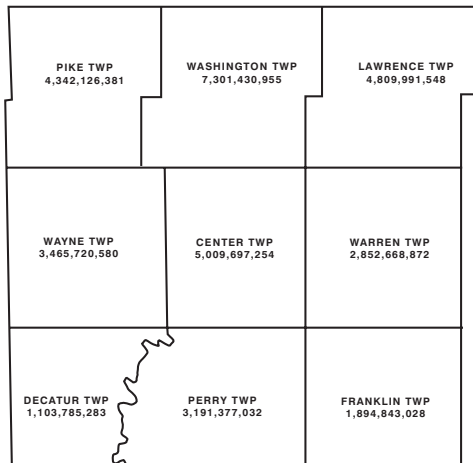 PIKE TWP
4,342,126,381
WASHINGTON TWP
7,301,430,955
LAWRENCE TWP
4,809,991,548
WAYNE TWP
3,465,720,580
CENTER TWP
5,009,697,254
WARREN TWP
2,852,668,872
DECATUR TWP
1,103,785,283
PERRY TWP
3,191,377,032
FRANKLIN TWP
1,894,843,028